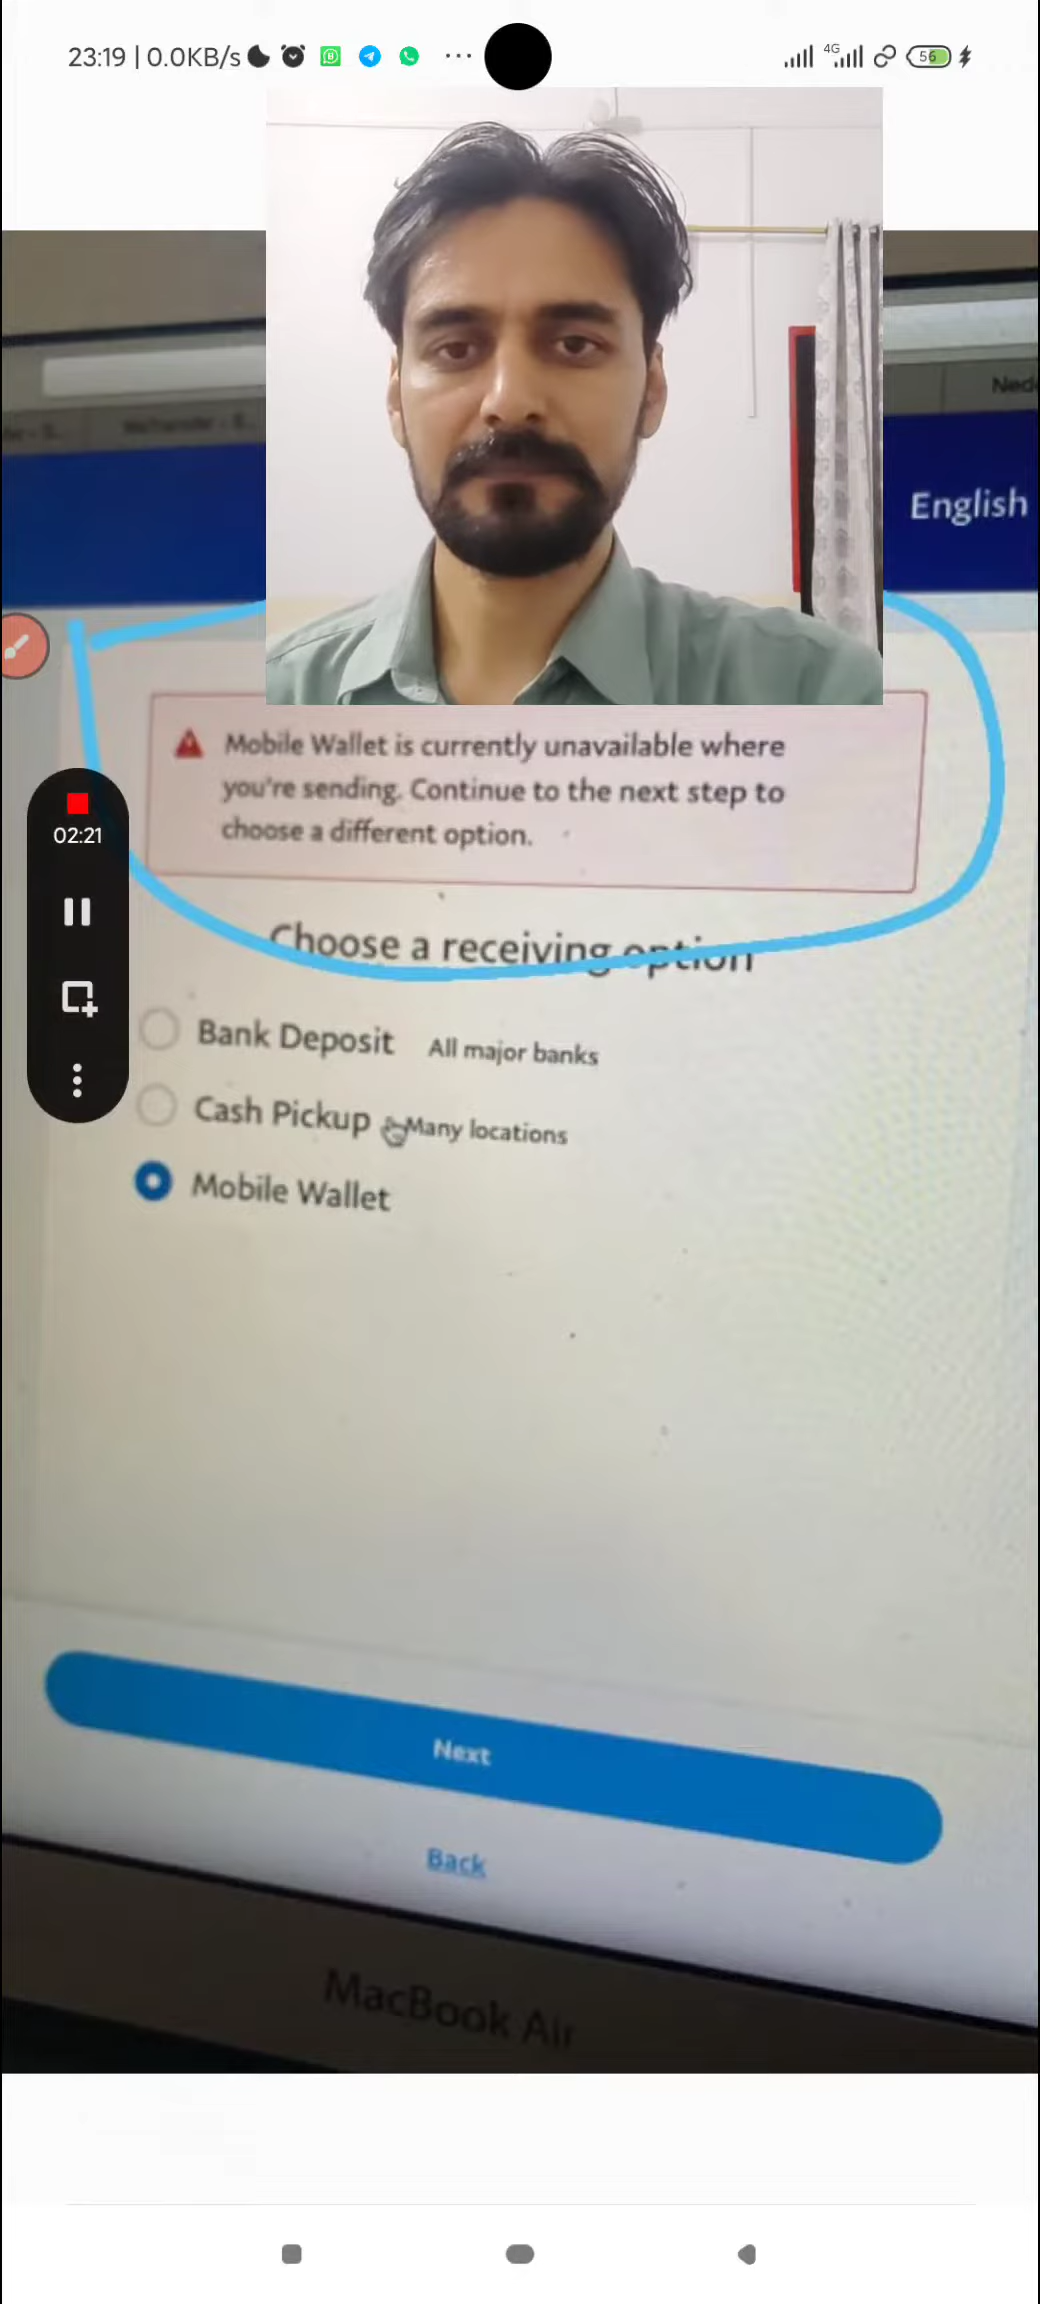 23:19 | 0.0KB/s
4G
56
English
Mobile Wallet is currently unavailable where
you're sending. Continue to the next step to
choose a different option.
02:21
Choose a receiving option
Bank Deposit All major banks
Cash Pickup Many locations
Mobile Wallet
Next
Back
MacBook Air